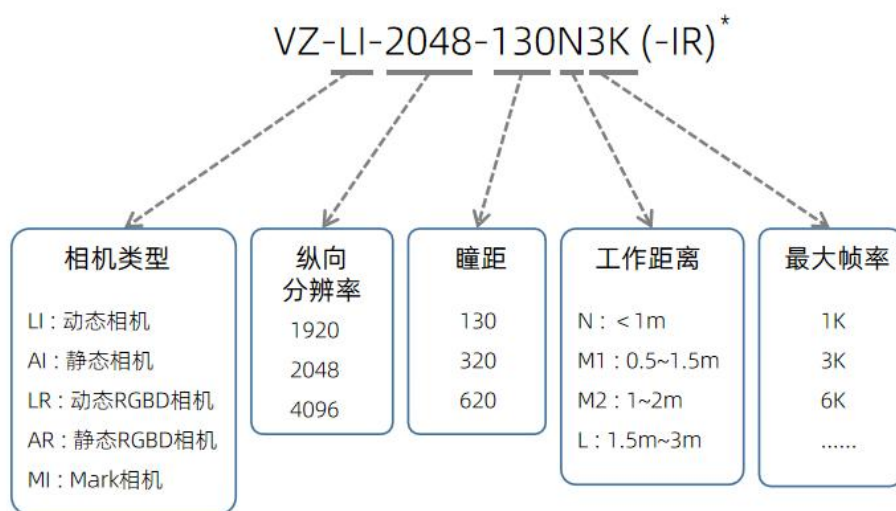 VZ-LI-2048-130N3K (-IR)*
相机类型
LI : 动态相机
AI : 静态相机
LR : 动态RGBD相机
AR : 静态RGBD相机
MI : Mark相机
纵向
分辨率
1920
2048
4096
瞳距
130
320
620
工作距离
N : < 1m
M1 : 0.5~1.5m
M2 : 1~2m
L : 1.5m~3m
最大帧率
1K
3K
6K
......